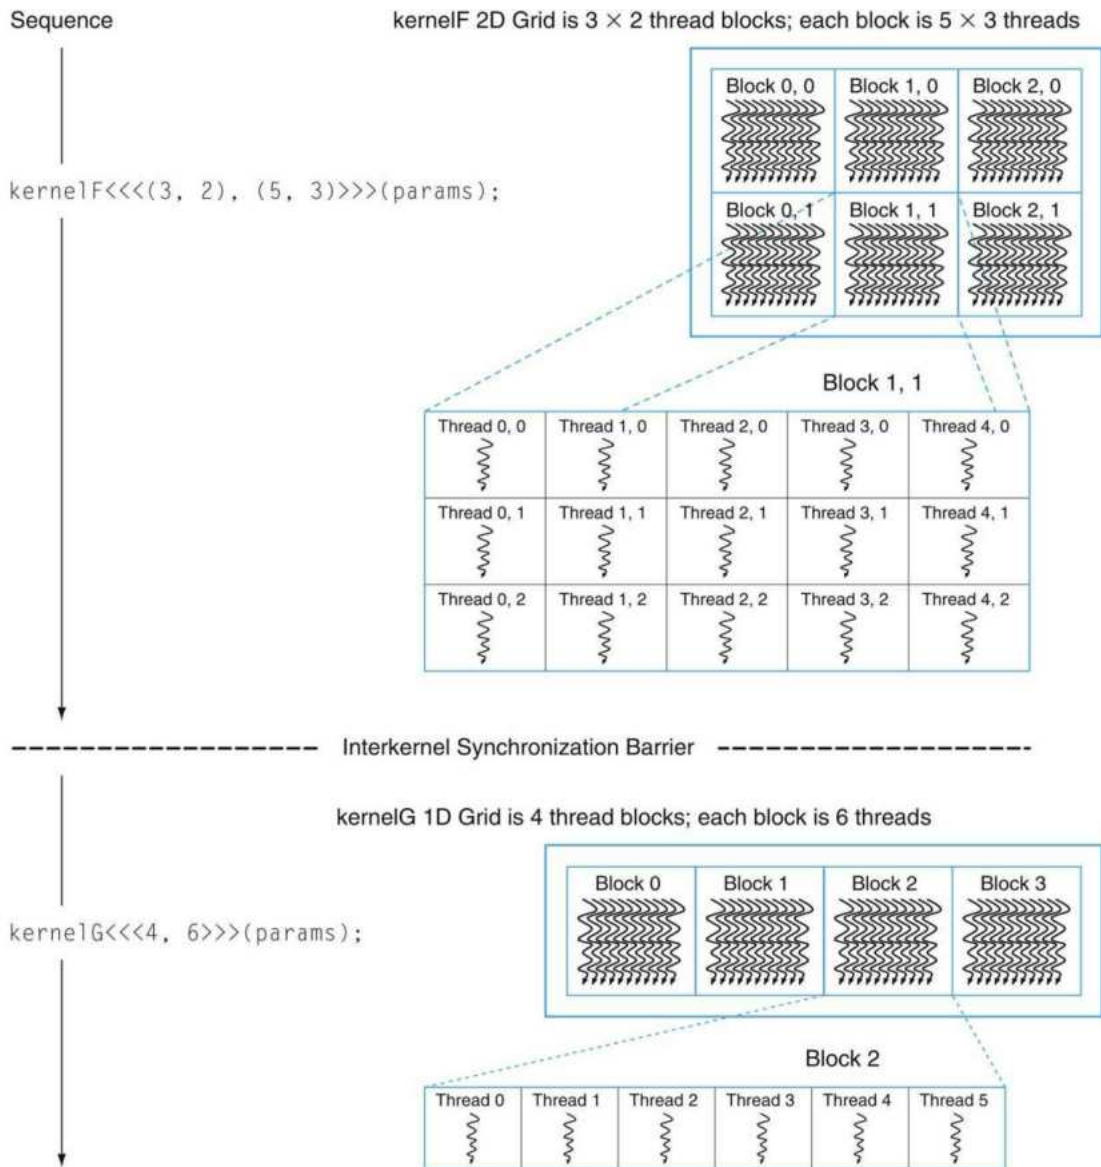 Sequence
kernelF 2D Grid is 3 × 2 thread blocks; each block is 5 × 3 threads
Block 0, 0 Block 1, 0 Block 2, 0
kernelF<<<(3, 2), (5, 3)>>>(params);
Block 0, 1 Block 1, 1 Block 2, 1
Block 1, 1
Thread 0, 0 Thread 1, 0 Thread 2, 0 Thread 3, 0 Thread 4, 0
Thread 0, 1 Thread 1, 1 Thread 2, 1 Thread 3, 1 Thread 4, 1
Thread 0, 2 Thread 1, 2 Thread 2, 2 Thread 3, 2 Thread 4, 2
Interkernel Synchronization Barrier
kernelG 1D Grid is 4 thread blocks; each block is 6 threads
Block 0 Block 1 Block 2 Block 3
kernelG<<<4, 6>>>(params);
Block 2
Thread 0 Thread 1 Thread 2 Thread 3 Thread 4 Thread 5